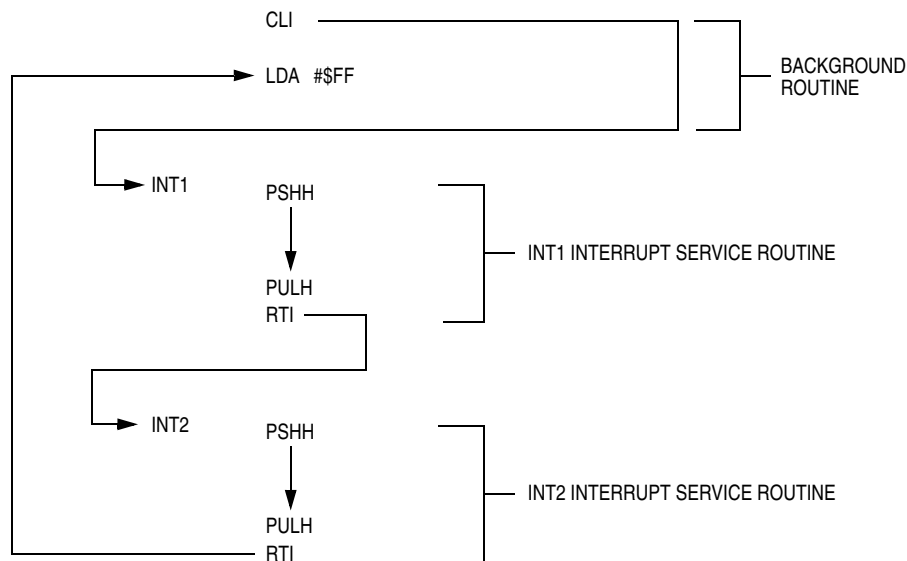 CLI
LDA #$FF
BACKGROUND
ROUTINE
INT1
PSHH
INT1 INTERRUPT SERVICE ROUTINE
PULH
RTI
INT2
PSHH
INT2 INTERRUPT SERVICE ROUTINE
PULH
RTI